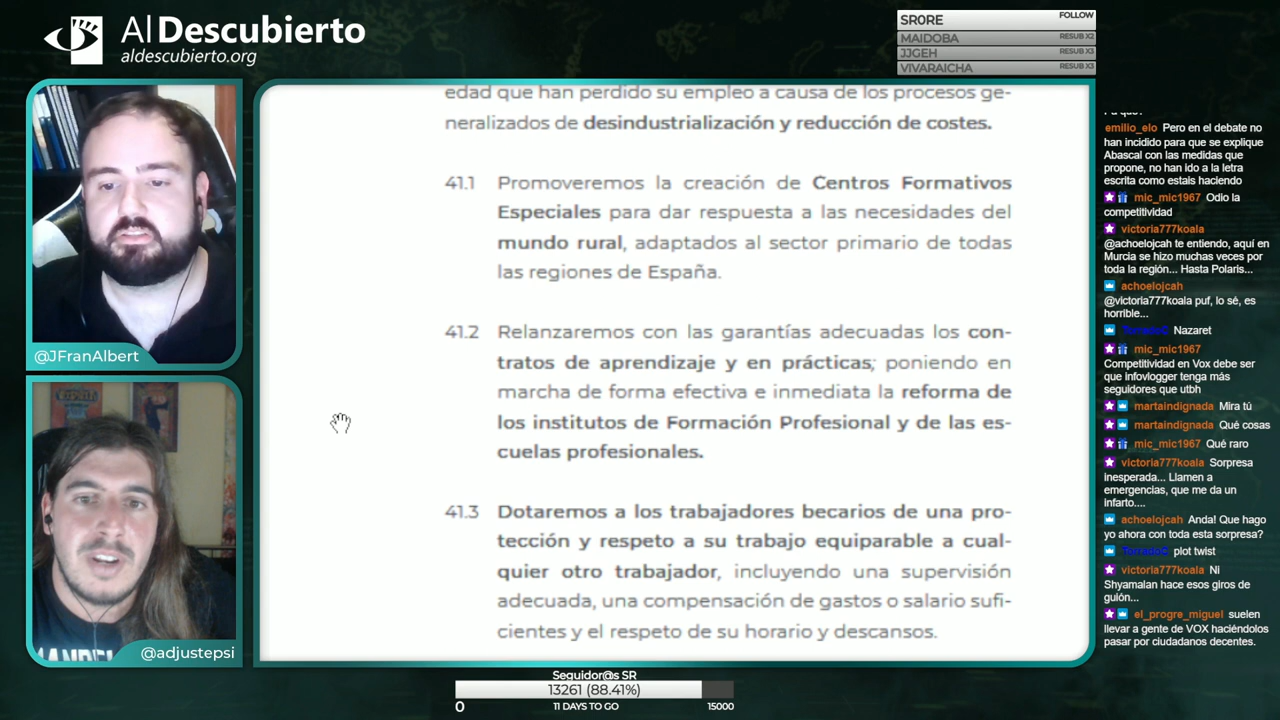 Al Descubierto
aldescubierto.org
SR0RE FOLLOW
MAIDOBA RESUB X2
JJGEH RESUB X3
VIVARAICHA RESUB X3
@JFranAlbert
@adjustepsi
edad que han perdido su empleo a causa de los procesos ge-
neralizados de desindustrialización y reducción de costes.
41.1 Promoveremos la creación de Centros Formativos
Especiales para dar respuesta a las necesidades del
mundo rural, adaptados al sector primario de todas
las regiones de España.
41.2 Relanzaremos con las garantías adecuadas los con-
tratos de aprendizaje y en prácticas; poniendo en
marcha de forma efectiva e inmediata la reforma de
los institutos de Formación Profesional y de las es-
cuelas profesionales.
41.3 Dotaremos a los trabajadores becarios de una pro-
tección y respeto a su trabajo equiparable a cual-
quier otro trabajador, incluyendo una supervisión
adecuada, una compensación de gastos o salario sufi-
cientes y el respeto de su horario y descansos.
emilio_elo Pero en el debate no
han incidido para que se explique
Abascal con las medidas que
propone, no han ido a la letra
escrita como estais haciendo
mic_mic1967 Odio la
competitividad
victoria777koala
@achoelojcah te entiendo, aquí en
Murcia se hizo muchas veces por
toda la región... Hasta Polaris...
achoelojcah
@victoria777koala puf, lo sé, es
horrible...
Nazaret
mic_mic1967
Competitividad en Vox debe ser
que infovlogger tenga más
seguidores que utbh
martaindignada Mira tú
martaindignada Qué cosas
mic_mic1967 Qué raro
victoria777koala Sorpresa
inesperada... Llamen a
emergencias, que me da un
infarto....
achoelojcah Anda! Que hago
yo ahora con toda esta sorpresa?
plot twist
victoria777koala Ni
Shyamalan hace esos giros de
guión...
el_progre_miguel suelen
llevar a gente de VOX haciéndolos
pasar por ciudadanos decentes.
Seguidor@s SR
13261 (88.41%)
0 11 DAYS TO GO 15000